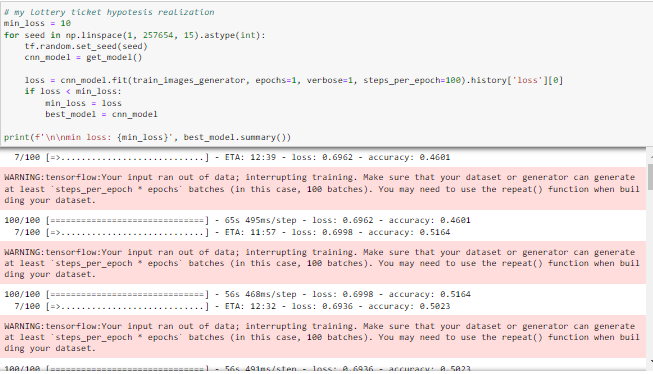 # my Lottery ticket hypotesis realization
min_loss = 10
for seed in np.linspace(1, 257654, 15).astype(int):
    tf.random.set_seed(seed)
    cnn_model = get_model()

    loss = cnn_model.fit(train_images_generator, epochs=1, verbose=1, steps_per_epoch=100).history['loss'][0]
    if loss < min_loss:
        min_loss = loss
        best_model = cnn_model

print(f'\n\nmin loss: {min_loss}', best_model.summary())
7/100 [=>............................] - ETA: 12:39 - loss: 0.6962 - accuracy: 0.4601
WARNING:tensorflow:Your input ran out of data; interrupting training. Make sure that your dataset or generator can generate
at least `steps_per_epoch * epochs` batches (in this case, 100 batches). You may need to use the repeat() function when buil
ding your dataset.
100/100 [==============================] - 65s 495ms/step - loss: 0.6962 - accuracy: 0.4601
7/100 [=>............................] - ETA: 11:57 - loss: 0.6998 - accuracy: 0.5164
WARNING:tensorflow:Your input ran out of data; interrupting training. Make sure that your dataset or generator can generate
at least `steps_per_epoch * epochs` batches (in this case, 100 batches). You may need to use the repeat() function when buil
ding your dataset.
100/100 [==============================] - 56s 468ms/step - loss: 0.6998 - accuracy: 0.5164
7/100 [=>............................] - ETA: 12:32 - loss: 0.6936 - accuracy: 0.5023
WARNING:tensorflow:Your input ran out of data; interrupting training. Make sure that your dataset or generator can generate
at least `steps_per_epoch * epochs` batches (in this case, 100 batches). You may need to use the repeat() function when buil
ding your dataset.
100/100 [==============================] - 56s 491ms/step - loss: 0.6936 - accuracy: 0.5023